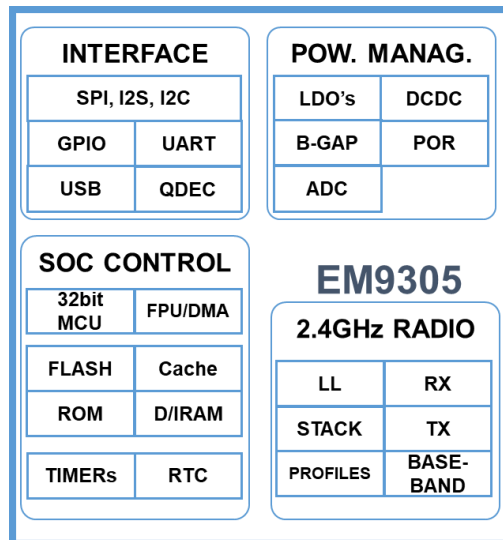 INTERFACE
SPI, I2S, I2C
GPIO UART
USB QDEC
POW. MANAG.
LDO's DCDC
B-GAP POR
ADC
SOC CONTROL
32bit
MCU
FPU/DMA
FLASH Cache
ROM D/IRAM
TIMERs RTC
EM9305
2.4GHz RADIO
LL RX
STACK TX
PROFILES
BASE-
BAND